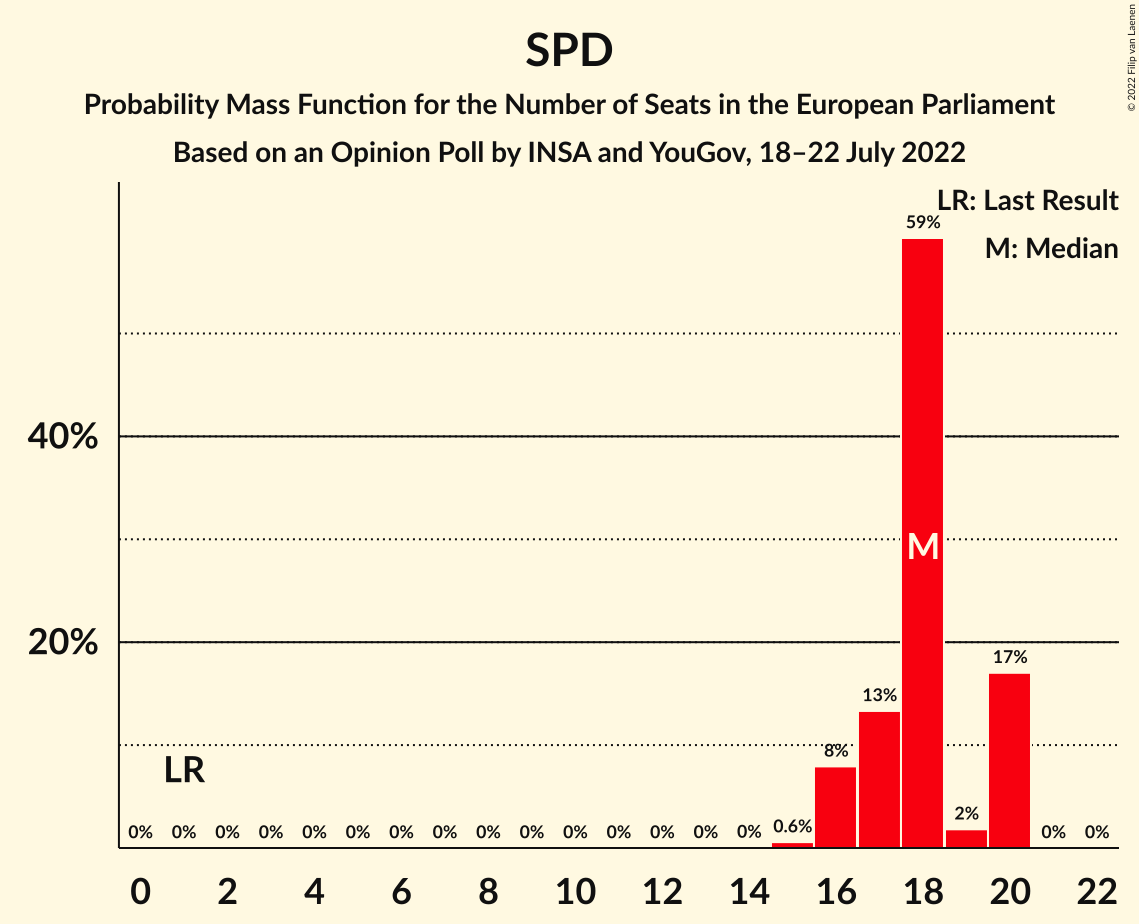 SPD
Probability Mass Function for the Number of Seats in the European Parliament
Based on an Opinion Poll by INSA and YouGov, 18–22 July 2022
© 2022 Filip van Laenen
LR: Last Result
M: Median
59%
40%
M
20%
17%
13%
8%
LR
2%
0.6%
0% 0% 0% 0% 0% 0% 0% 0% 0% 0% 0% 0% 0% 0% 0% 0% 0%
0 2 4 6 8 10 12 14 16 18 20 22